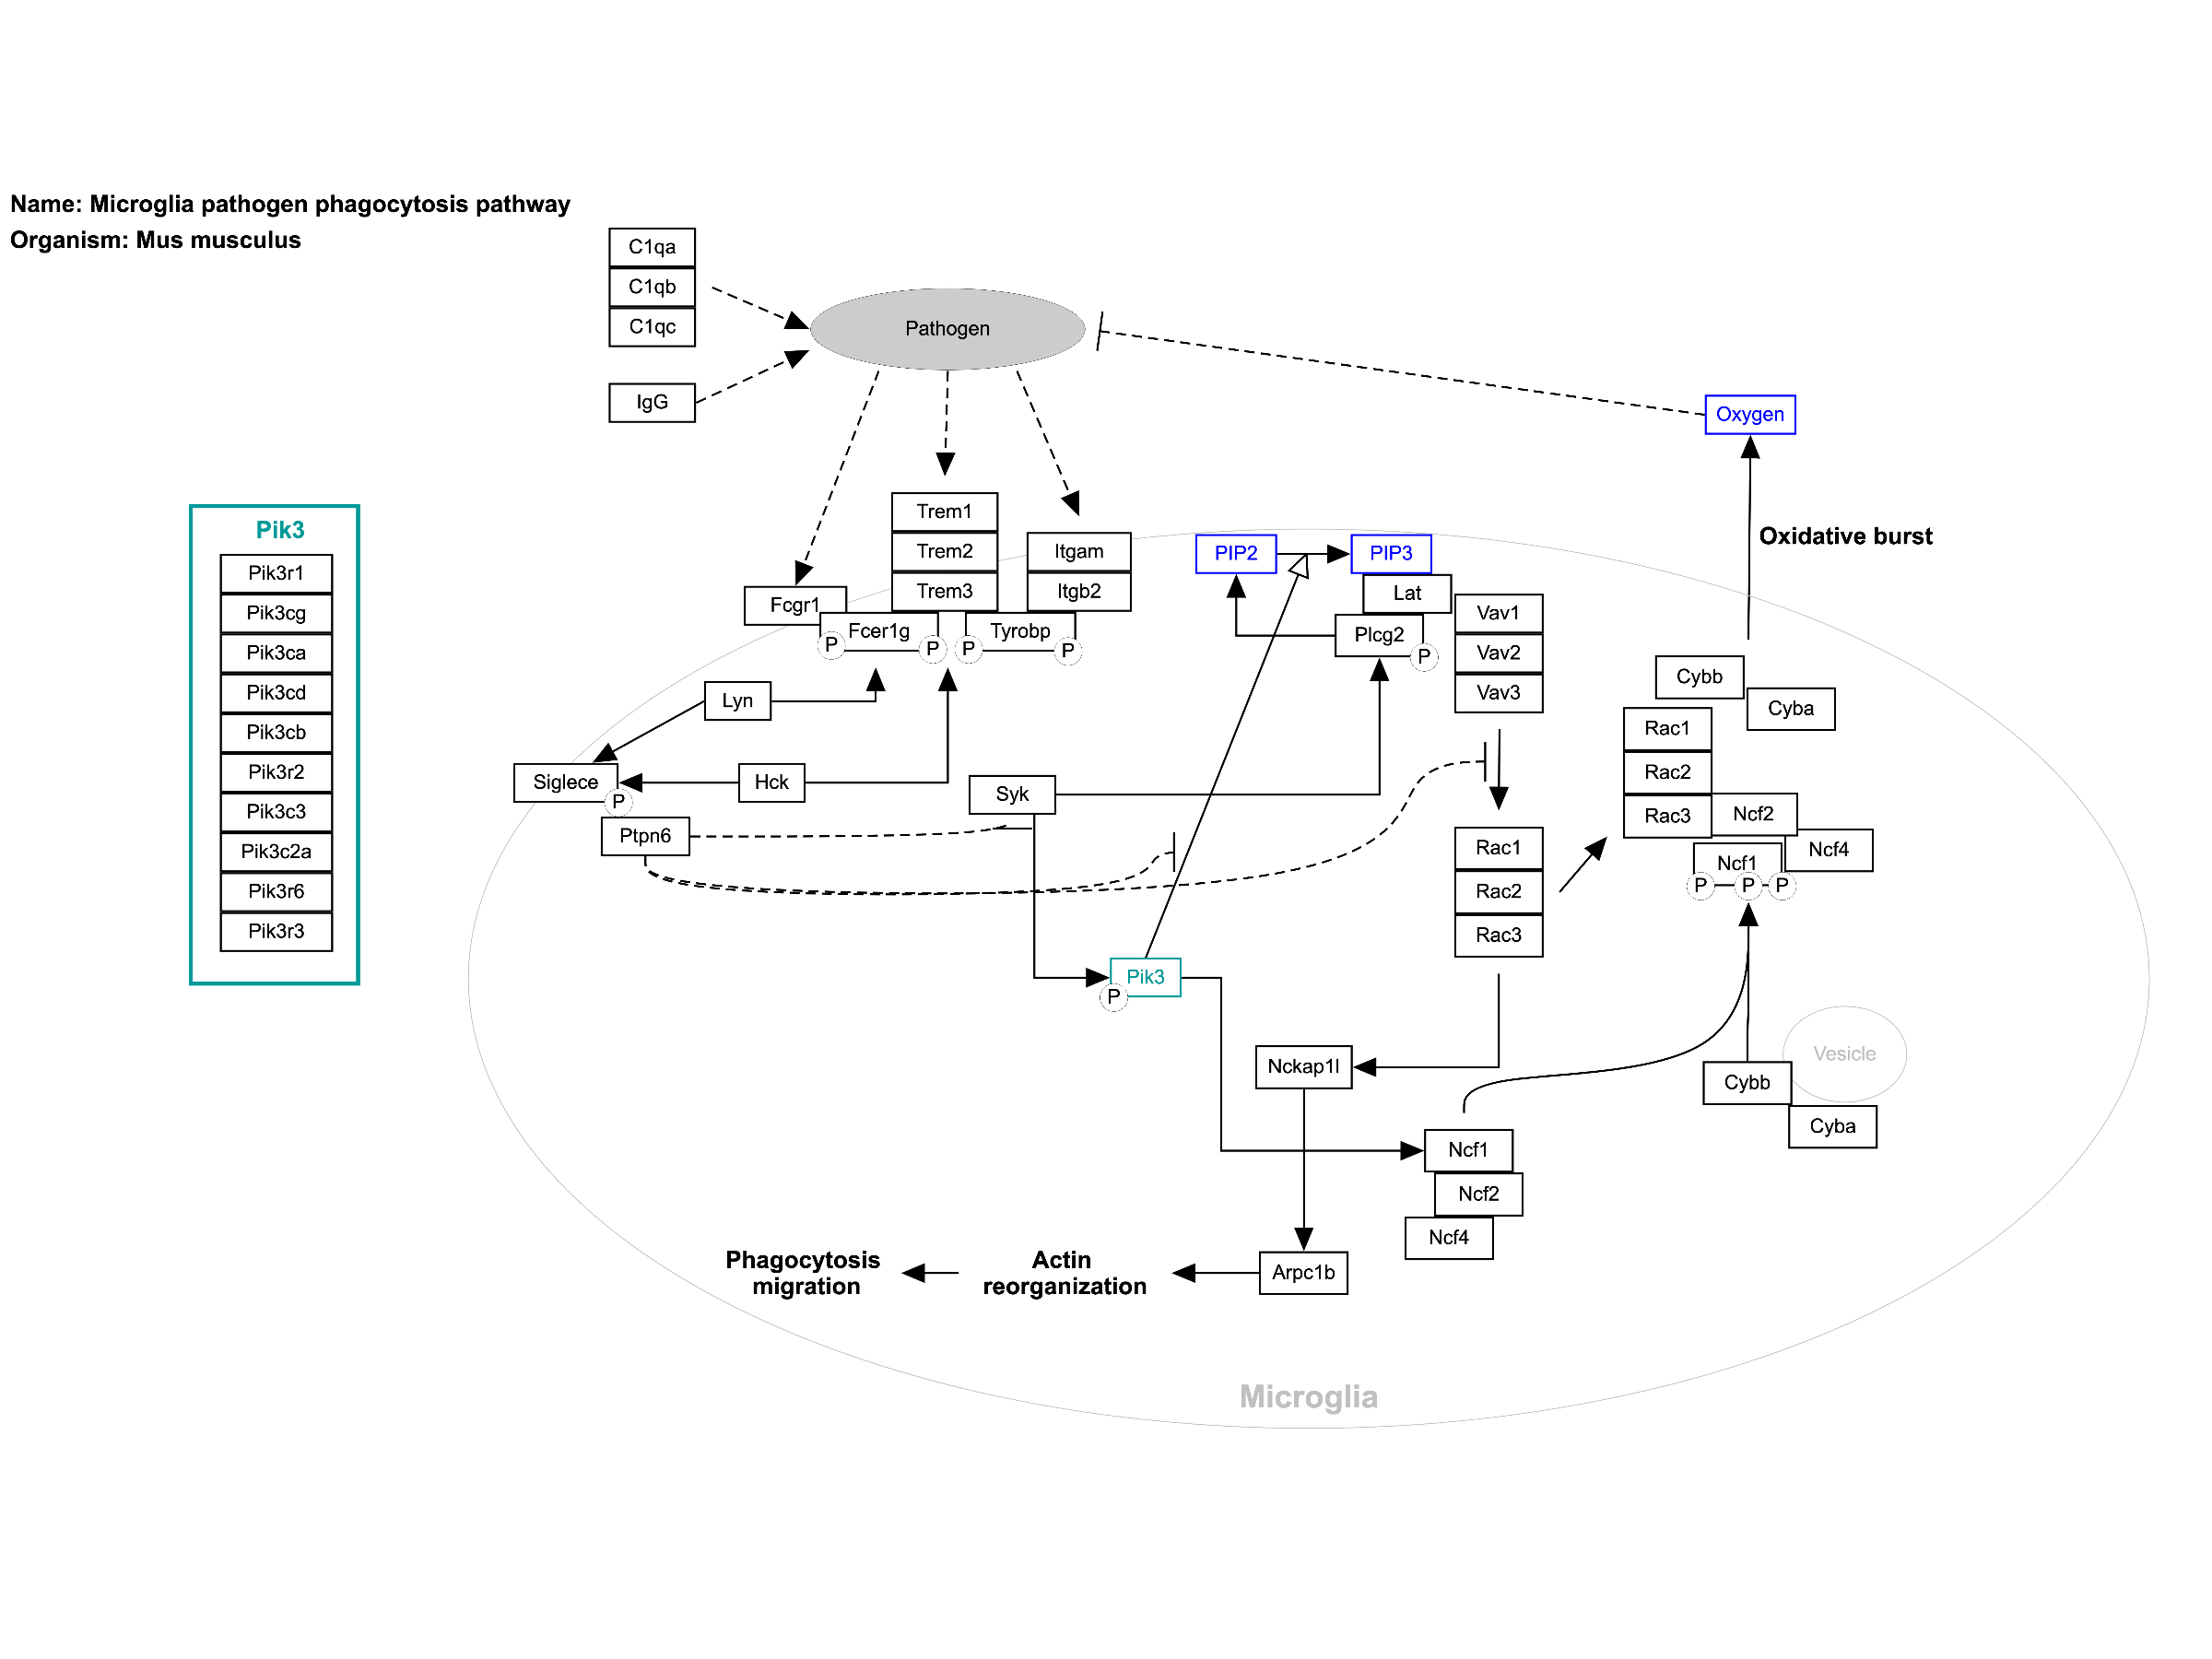 Name: Microglia pathogen phagocytosis pathway
Organism: Mus musculus
C1qa
C1qb
C1qc
IgG
Pathogen
Oxygen
Oxidative burst
Pik3
Pik3r1
Pik3cg
Pik3ca
Pik3cd
Pik3cb
Pik3r2
Pik3c3
Pik3c2a
Pik3r6
Pik3r3
Trem1
Trem2
Trem3
Itgam
Itgb2
Fcgr1
Fcer1g
P
P
Tyrobp
P
P
PIP2
PIP3
Lat
Plcg2
P
Vav1
Vav2
Vav3
Lyn
Siglece
P
Hck
Ptpn6
Syk
Cybb
Cyba
Rac1
Rac2
Rac3
Ncf2
Ncf4
Ncf1
P
P
P
Rac1
Rac2
Rac3
Pik3
P
Nckap1l
Vesicle
Cybb
Cyba
Ncf1
Ncf2
Ncf4
Phagocytosis
migration
Actin
reorganization
Arpc1b
Microglia